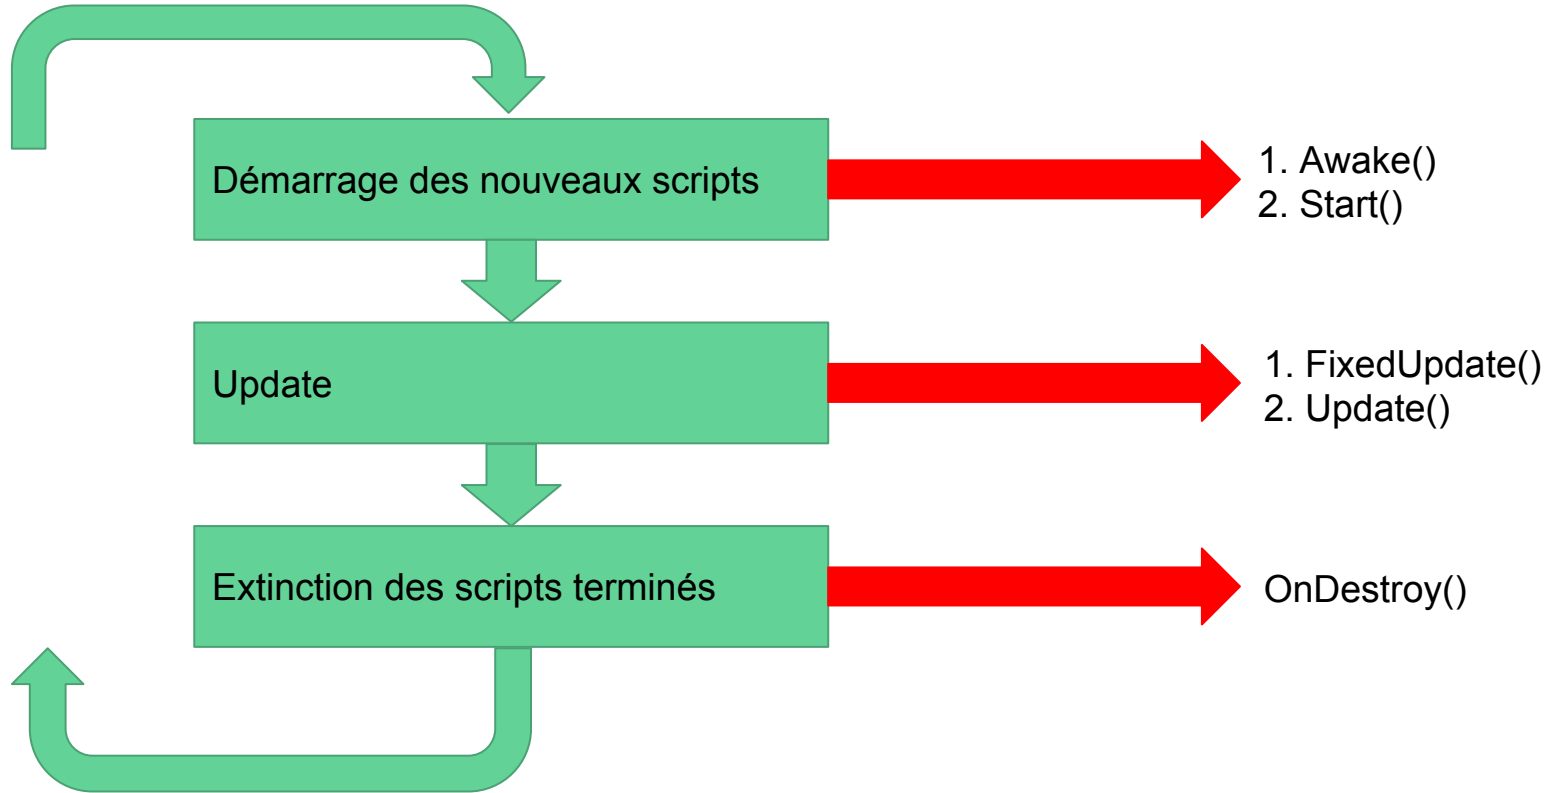 Démarrage des nouveaux scripts
1. Awake()
2. Start()
Update
1. FixedUpdate()
2. Update()
Extinction des scripts terminés
OnDestroy()